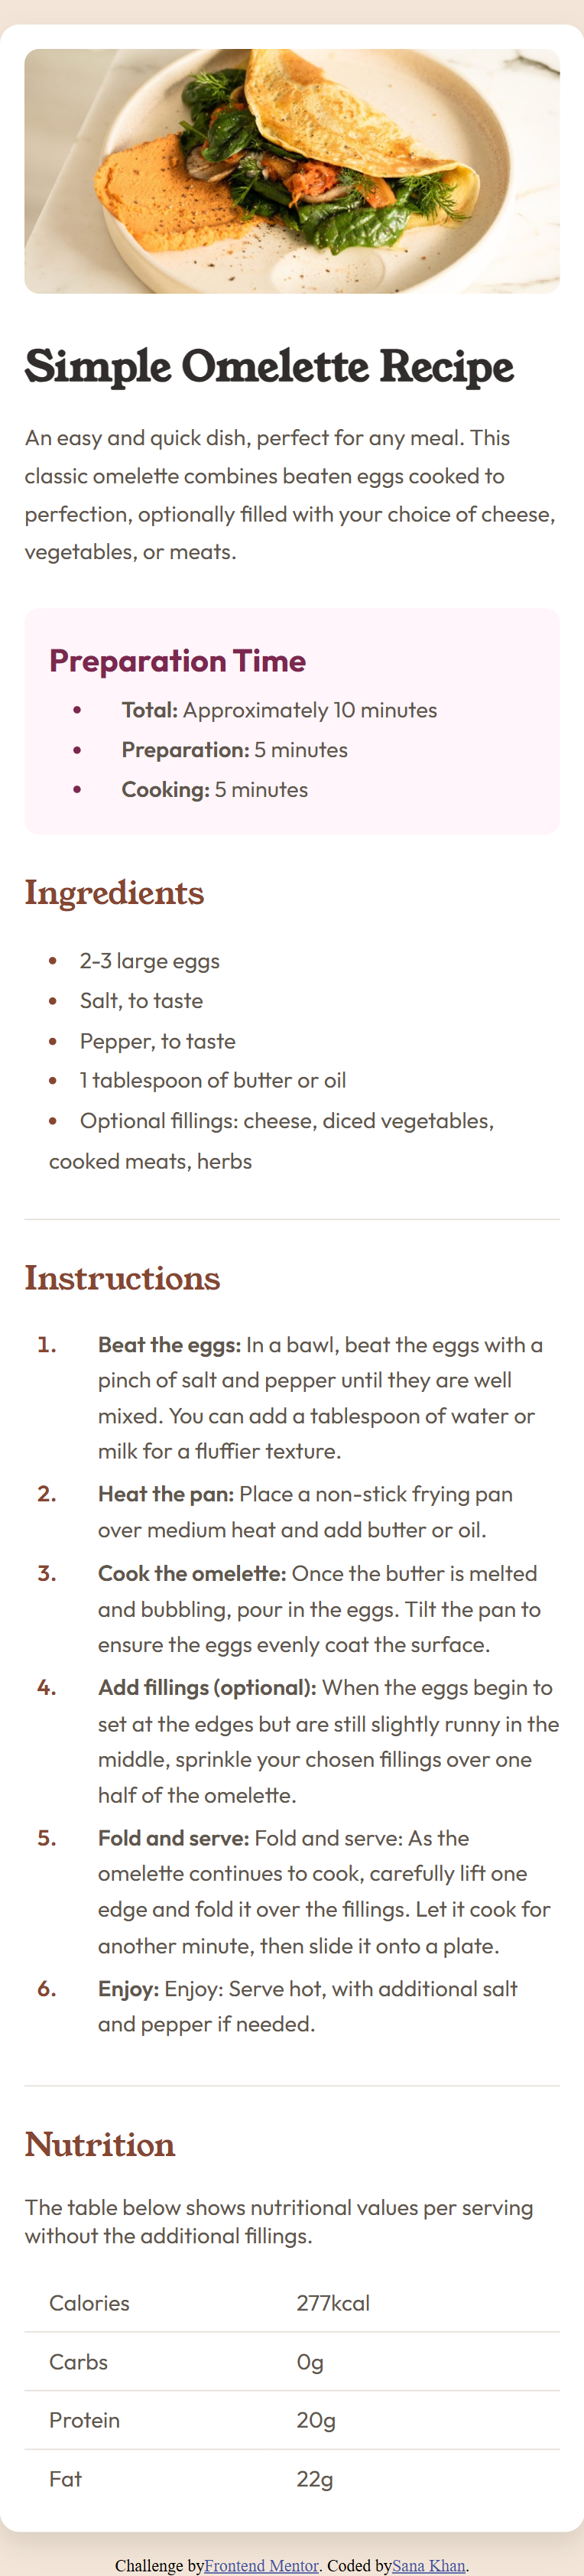 Simple Omelette Recipe
An easy and quick dish, perfect for any meal. This
classic omelette combines beaten eggs cooked to
perfection, optionally filled with your choice of cheese,
vegetables, or meats.
Preparation Time
• Total: Approximately 10 minutes
• Preparation: 5 minutes
• Cooking: 5 minutes
Ingredients
• 2-3 large eggs
• Salt, to taste
• Pepper, to taste
• 1 tablespoon of butter or oil
• Optional fillings: cheese, diced vegetables,
cooked meats, herbs
Instructions
1. Beat the eggs: In a bawl, beat the eggs with a
pinch of salt and pepper until they are well
mixed. You can add a tablespoon of water or
milk for a fluffier texture.
2. Heat the pan: Place a non-stick frying pan
over medium heat and add butter or oil.
3. Cook the omelette: Once the butter is melted
and bubbling, pour in the eggs. Tilt the pan to
ensure the eggs evenly coat the surface.
4. Add fillings (optional): When the eggs begin to
set at the edges but are still slightly runny in the
middle, sprinkle your chosen fillings over one
half of the omelette.
5. Fold and serve: Fold and serve: As the
omelette continues to cook, carefully lift one
edge and fold it over the fillings. Let it cook for
another minute, then slide it onto a plate.
6. Enjoy: Enjoy: Serve hot, with additional salt
and pepper if needed.
Nutrition
The table below shows nutritional values per serving
without the additional fillings.
Calories 277kcal
Carbs 0g
Protein 20g
Fat 22g
Challenge byFrontend Mentor. Coded bySana Khan.